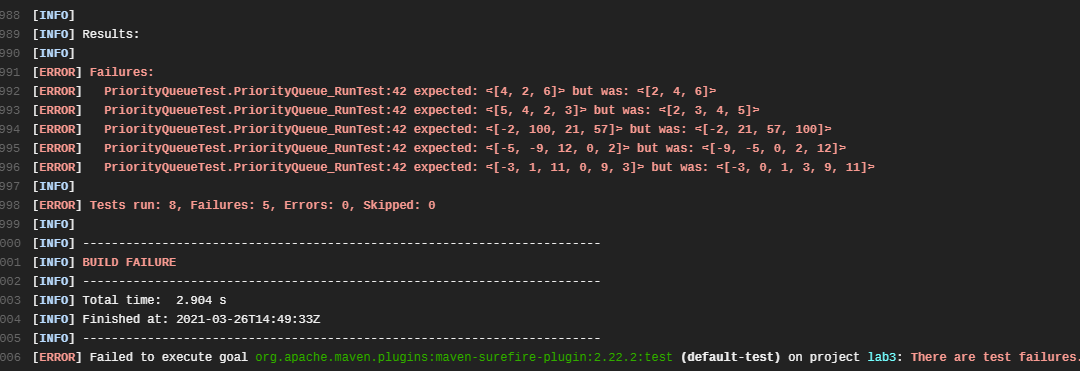 988 [INFO]
989 [INFO] Results:
990 [INFO]
991 [ERROR] Failures:
992 [ERROR]   PriorityQueueTest.PriorityQueue_RunTest:42 expected: <[4, 2, 6]> but was: <[2, 4, 6]>
993 [ERROR]   PriorityQueueTest.PriorityQueue_RunTest:42 expected: <[5, 4, 2, 3]> but was: <[2, 3, 4, 5]>
994 [ERROR]   PriorityQueueTest.PriorityQueue_RunTest:42 expected: <[-2, 100, 21, 57]> but was: <[-2, 21, 57, 100]>
995 [ERROR]   PriorityQueueTest.PriorityQueue_RunTest:42 expected: <[-5, -9, 12, 0, 2]> but was: <[-9, -5, 0, 2, 12]>
996 [ERROR]   PriorityQueueTest.PriorityQueue_RunTest:42 expected: <[-3, 1, 11, 0, 9, 3]> but was: <[-3, 0, 1, 3, 9, 11]>
997 [INFO]
998 [ERROR] Tests run: 8, Failures: 5, Errors: 0, Skipped: 0
999 [INFO]
000 [INFO] ------------------------------------------------------------------------
001 [INFO] BUILD FAILURE
002 [INFO] ------------------------------------------------------------------------
003 [INFO] Total time:  2.904 s
004 [INFO] Finished at: 2021-03-26T14:49:33Z
005 [INFO] ------------------------------------------------------------------------
006 [ERROR] Failed to execute goal org.apache.maven.plugins:maven-surefire-plugin:2.22.2:test (default-test) on project lab3: There are test failures.